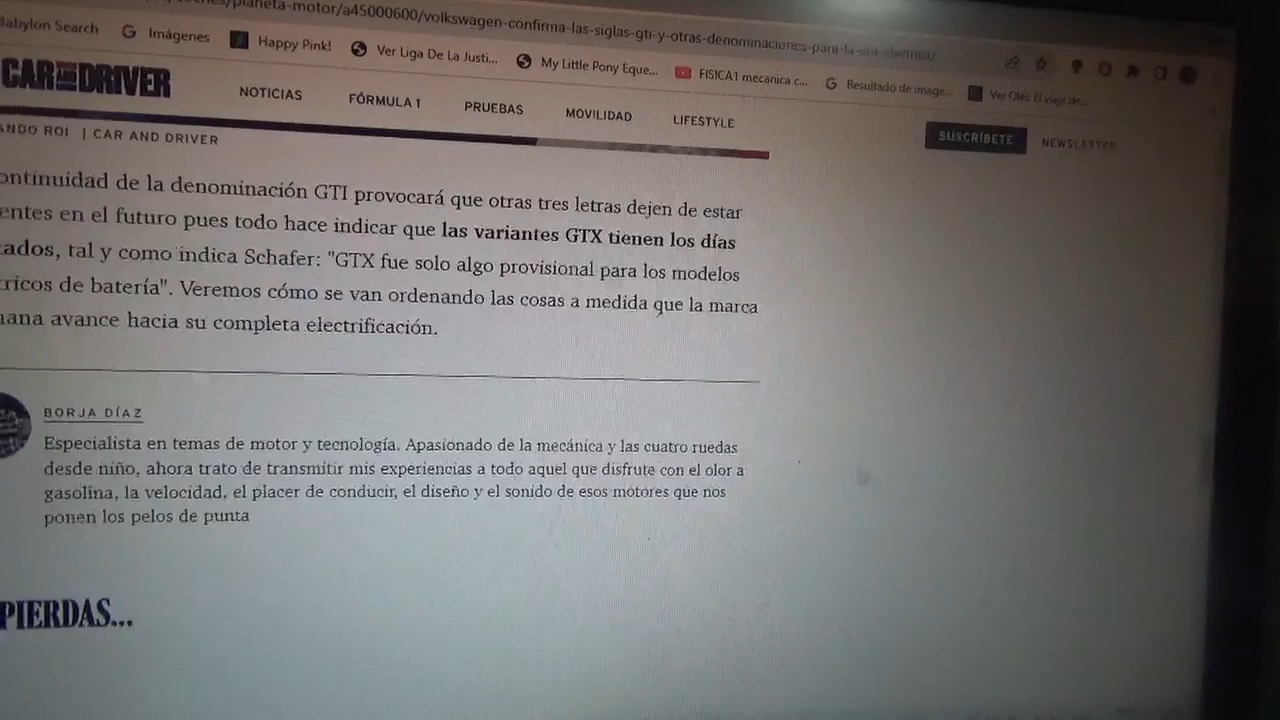 planeta-motor/a45000600/volkswagen-confirma-las-siglas-gti-y-otras-denominaciones-para-la-era-electrica/
Babylon Search Imágenes Happy Pink! Ver Liga De La Justi... My Little Pony Eque... FISICA1 mecanica c... Resultado de image... Ver Olé: El viaje de...
CAR AND DRIVER NOTICIAS FÓRMULA 1 PRUEBAS MOVILIDAD LIFESTYLE SUSCRÍBETE NEWSLETTER
ANDO ROI | CAR AND DRIVER
ontinuidad de la denominación GTI provocará que otras tres letras dejen de estar
entes en el futuro pues todo hace indicar que las variantes GTX tienen los días
ados, tal y como indica Schafer: "GTX fue solo algo provisional para los modelos
ricos de batería". Veremos cómo se van ordenando las cosas a medida que la marca
ana avance hacia su completa electrificación.
BORJA DÍAZ
Especialista en temas de motor y tecnología. Apasionado de la mecánica y las cuatro ruedas
desde niño, ahora trato de transmitir mis experiencias a todo aquel que disfrute con el olor a
gasolina, la velocidad, el placer de conducir, el diseño y el sonido de esos motores que nos
ponen los pelos de punta
PIERDAS...